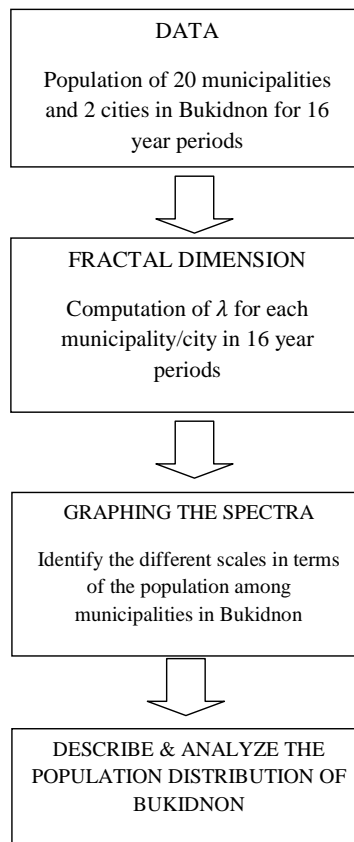 DATA
Population of 20 municipalities
and 2 cities in Bukidnon for 16
year periods
FRACTAL DIMENSION
Computation of λ for each
municipality/city in 16 year
periods
GRAPHING THE SPECTRA
Identify the different scales in terms
of the population among
municipalities in Bukidnon
DESCRIBE & ANALYZE THE
POPULATION DISTRIBUTION OF
BUKIDNON